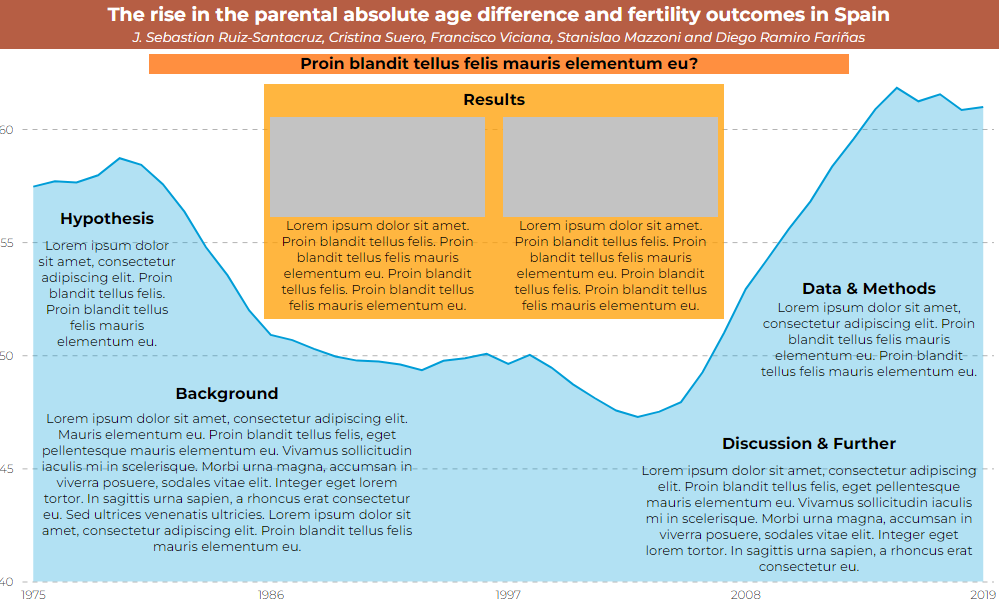 The rise in the parental absolute age difference and fertility outcomes in Spain
J. Sebastian Ruiz-Santacruz, Cristina Suero, Francisco Viciana, Stanislao Mazzoni and Diego Ramiro Fariñas
Proin blandit tellus felis mauris elementum eu?
Results
Lorem ipsum dolor sit amet.
Proin blandit tellus felis. Proin
blandit tellus felis mauris
elementum eu. Proin blandit
tellus felis mauris
felis mauris elementum eu.
Lorem ipsum dolor sit amet.
Proin blandit tellus felis. Proin
blandit tellus felis mauris
elementum eu. Proin blandit
felis mauris elementum eu.
Hypothesis
Lorem ipsum dolor
sit amet, consectetur
adipiscing elit. Proin
blandit tellus felis.
Proin blandit tellus
felis mauris
elementum eu.
Background
Lorem ipsum dolor sit amet, consectetur adipiscing elit.
Mauris elementum eu. Proin blandit tellus felis, eget
pellentesque mauris elementum eu. Vivamus sollicitudin
iaculis mi in scelerisque. Morbi urna magna, accumsan in
viverra posuere, sodales vitae elit. Integer eget lorem
tortor. In sagittis urna sapien, a rhoncus erat consectetur
eu. Sed ultrices venenatis ultricies. Lorem ipsum dolor sit
amet, consectetur adipiscing elit. Proin blandit tellus felis
mauris elementum eu.
Data & Methods
Lorem ipsum dolor sit amet,
consectetur adipiscing elit. Proin
blandit tellus felis mauris
elementum eu. Proin blandit
tellus felis mauris elementum eu.
Discussion & Further
Lorem ipsum dolor sit amet, consectetur adipiscing
elit. Proin blandit tellus felis, eget pellentesque
mauris elementum eu. Vivamus sollicitudin iaculis
mi in scelerisque. Morbi urna magna, accumsan in
viverra posuere, sodales vitae elit. Integer eget
lorem tortor. In sagittis urna sapien, a rhoncus erat
consectetur eu.
60
55
50
45
40
1975
1986
1997
2008
2019